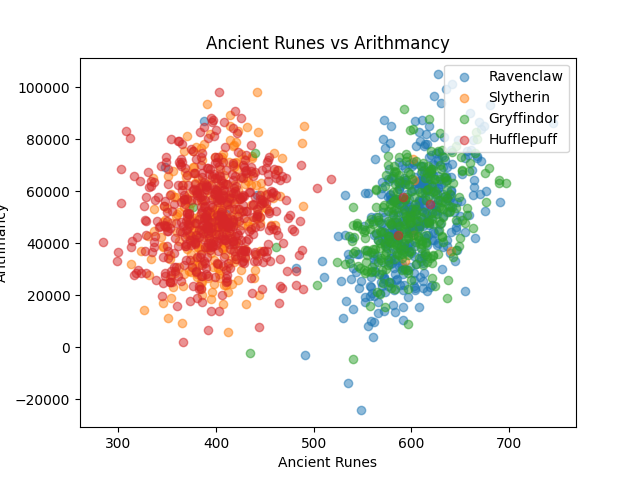 Ancient Runes vs Arithmancy
100000
80000
60000
40000
20000
0
−20000
300
400
500
600
700
Ancient Runes
Arithmancy
Ravenclaw
Slytherin
Gryffindor
Hufflepuff